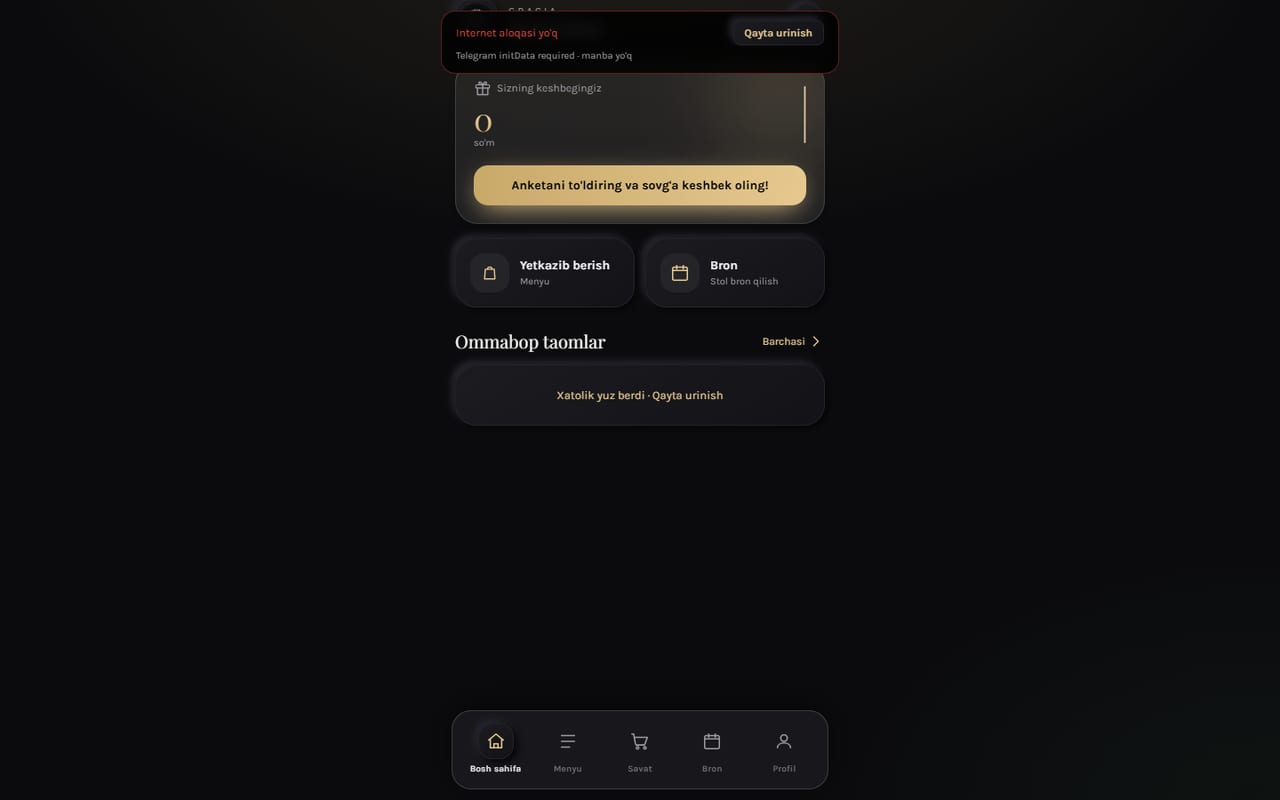 GRACIA
Internet aloqasi yo'q
Qayta urinish
Telegram initData required · manba yo'q
Sizning keshbegingiz
0
so'm
Anketani to'ldiring va sovg'a keshbek oling!
Yetkazib berish
Menyu
Bron
Stol bron qilish
Ommabop taomlar
Barchasi
Xatolik yuz berdi · Qayta urinish
Bosh sahifa
Menyu
Savat
Bron
Profil